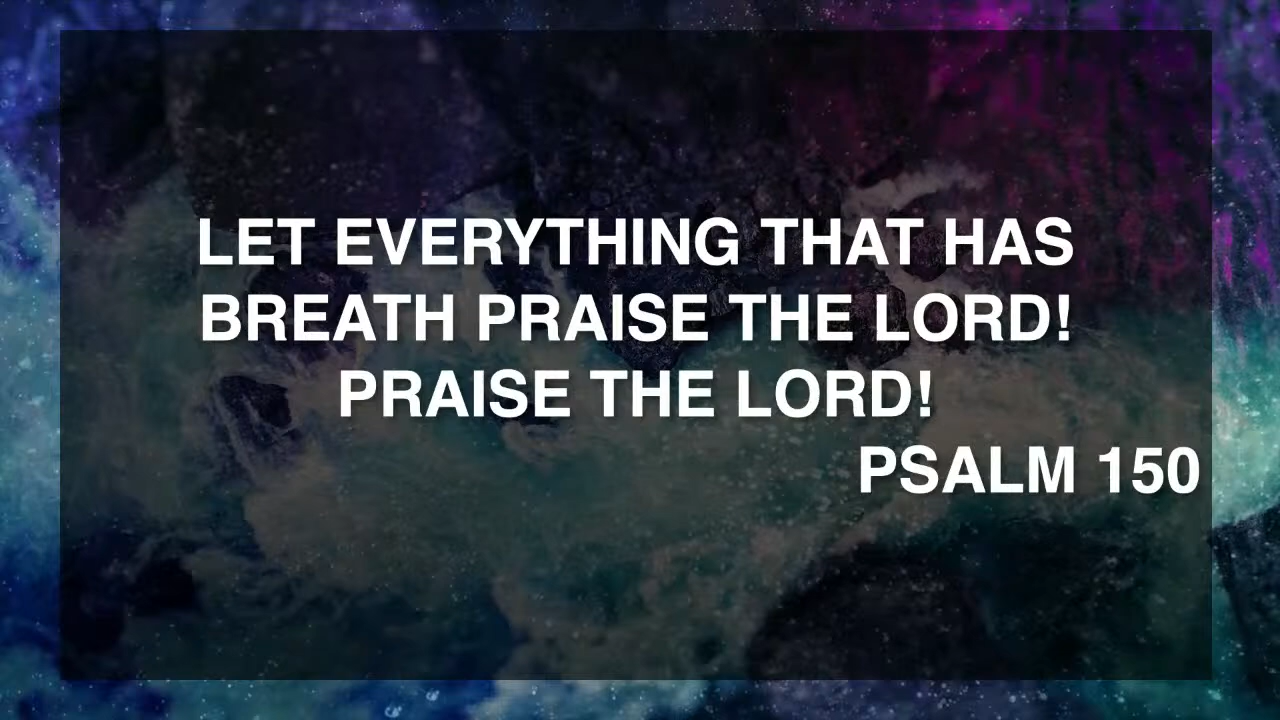 LET EVERYTHING THAT HAS
BREATH PRAISE THE LORD!
PRAISE THE LORD!
PSALM 150